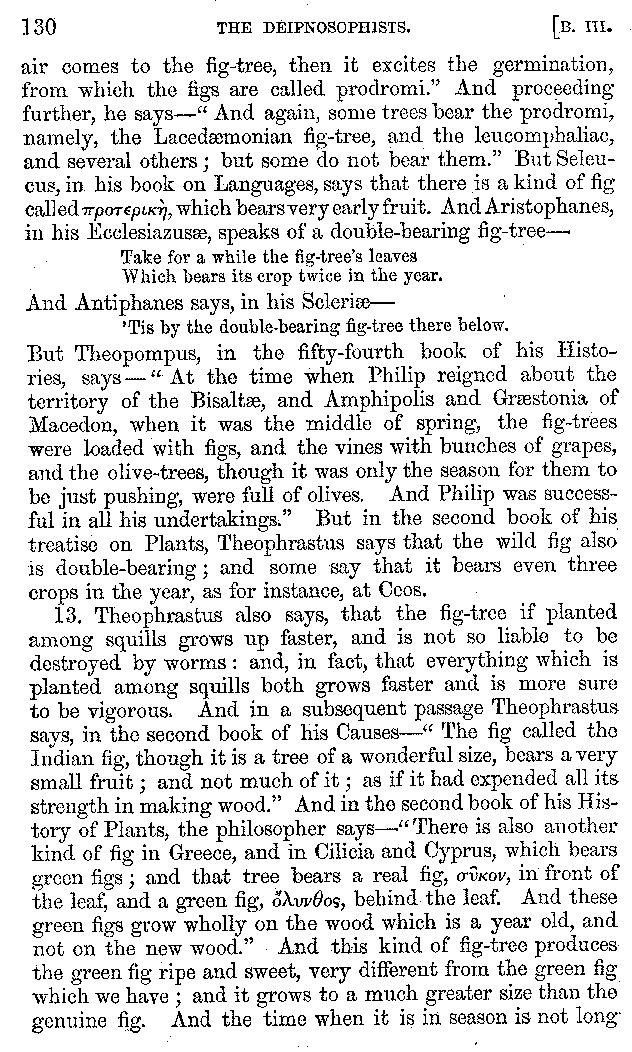 130 THE DEIPNOSOPHISTS. [B. III.
air comes to the fig-tree, then it excites the germination,
from which the figs are called prodromi.” And proceeding
further, he says—“ And again, some trees bear the prodromi,
namely, the Lacedæmonian fig-tree, and the leucomphaliac,
and several others ; but some do not bear them.” But Seleu-
cus, in his book on Languages, says that there is a kind of fig
called προτερικὴ, which bears very early fruit. And Aristophanes,
in his Ecclesiazusæ, speaks of a double-bearing fig-tree—
Take for a while the fig-tree’s leaves
Which bears its crop twice in the year.
And Antiphanes says, in his Scleriæ—
’Tis by the double-bearing fig-tree there below.
But Theopompus, in the fifty-fourth book of his Histo-
ries, says—“ At the time when Philip reigned about the
territory of the Bisaltæ, and Amphipolis and Græstonia of
Macedon, when it was the middle of spring, the fig-trees
were loaded with figs, and the vines with bunches of grapes,
and the olive-trees, though it was only the season for them to
be just pushing, were full of olives. And Philip was success-
ful in all his undertakings.” But in the second book of his
treatise on Plants, Theophrastus says that the wild fig also
is double-bearing ; and some say that it bears even three
crops in the year, as for instance, at Ceos.
13. Theophrastus also says, that the fig-tree if planted
among squills grows up faster, and is not so liable to be
destroyed by worms : and, in fact, that everything which is
planted among squills both grows faster and is more sure
to be vigorous. And in a subsequent passage Theophrastus
says, in the second book of his Causes—“ The fig called the
Indian fig, though it is a tree of a wonderful size, bears a very
small fruit ; and not much of it ; as if it had expended all its
strength in making wood.” And in the second book of his His-
tory of Plants, the philosopher says—“There is also another
kind of fig in Greece, and in Cilicia and Cyprus, which bears
green figs ; and that tree bears a real fig, σῦκον, in front of
the leaf, and a green fig, ὄλυνθος, behind the leaf. And these
green figs grow wholly on the wood which is a year old, and
not on the new wood.” And this kind of fig-tree produces
the green fig ripe and sweet, very different from the green fig
which we have ; and it grows to a much greater size than the
genuine fig. And the time when it is in season is not long